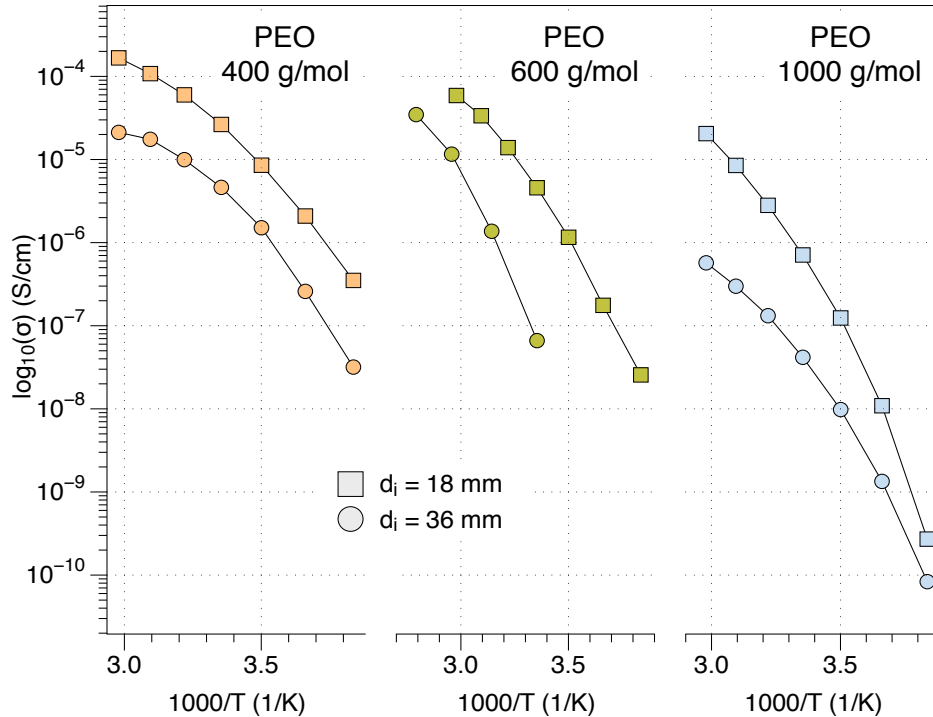 PEO
400 g/mol
PEO
600 g/mol
PEO
1000 g/mol
log₁₀(σ) (S/cm)
10⁻⁴
10⁻⁵
10⁻⁶
10⁻⁷
10⁻⁸
10⁻⁹
10⁻¹⁰
dᵢ = 18 mm
dᵢ = 36 mm
3.0 3.5
3.0 3.5
3.0 3.5
1000/T (1/K)
1000/T (1/K)
1000/T (1/K)